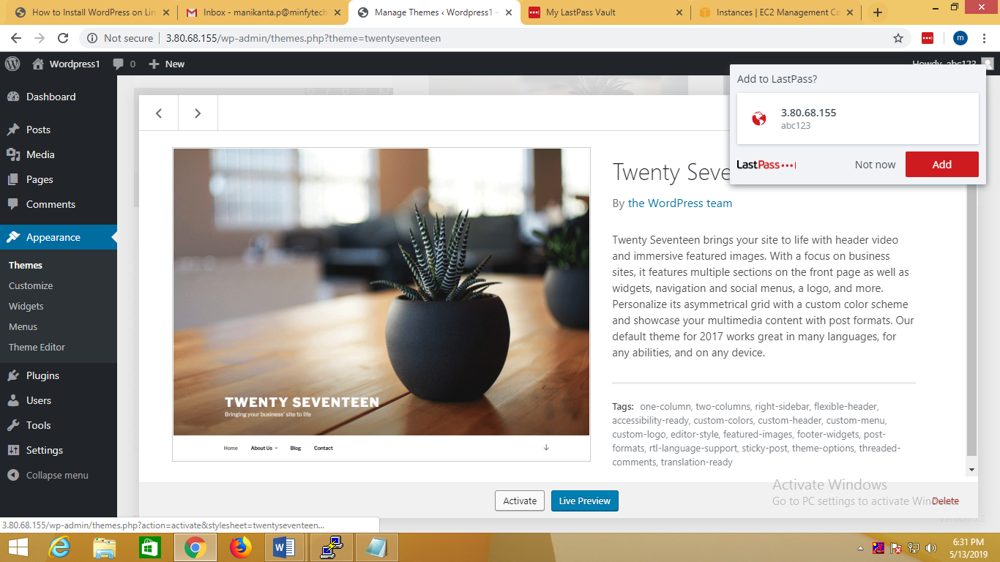 How to Install WordPress on Lin
Inbox - manikanta.p@minfytech
Manage Themes ‹ Wordpress1 –
My LastPass Vault
Instances | EC2 Management Co
Not secure
3.80.68.155/wp-admin/themes.php?theme=twentyseventeen
m
Wordpress1
0
New
Howdy, abc123
Dashboard
Posts
Media
Pages
Comments
Appearance
Themes
Customize
Widgets
Menus
Theme Editor
Plugins
Users
Tools
Settings
Collapse menu
Add to LastPass?
3.80.68.155
abc123
LastPass
Not now
Add
TWENTY SEVENTEEN
Bringing your business' site to life
Home
About Us
Blog
Contact
Twenty Seve
By the WordPress team
Twenty Seventeen brings your site to life with header video
and immersive featured images. With a focus on business
sites, it features multiple sections on the front page as well as
widgets, navigation and social menus, a logo, and more.
Personalize its asymmetrical grid with a custom color scheme
and showcase your multimedia content with post formats. Our
default theme for 2017 works great in many languages, for
any abilities, and on any device.
Tags: one-column, two-columns, right-sidebar, flexible-header,
accessibility-ready, custom-colors, custom-header, custom-menu,
custom-logo, editor-style, featured-images, footer-widgets, post-
formats, rtl-language-support, sticky-post, theme-options, threaded-
comments, translation-ready
Activate
Live Preview
Delete
Activate Windows
Go to PC settings to activate Windows.
Version 5.2
3.80.68.155/wp-admin/themes.php?action=activate&stylesheet=twentyseventeen...
6:31 PM
5/13/2019